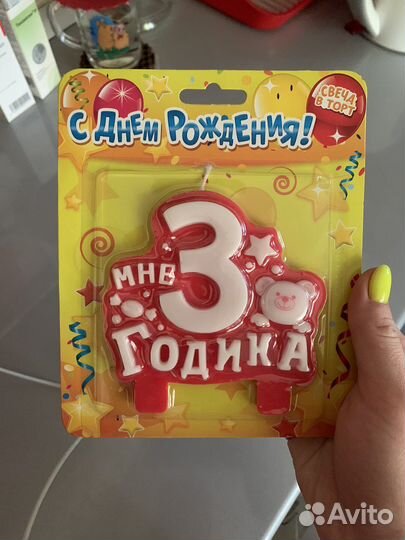 С Днем Рождения!
СВЕЧА
В ТОРТ
МНЕ
3
ГОДИКА
Avito